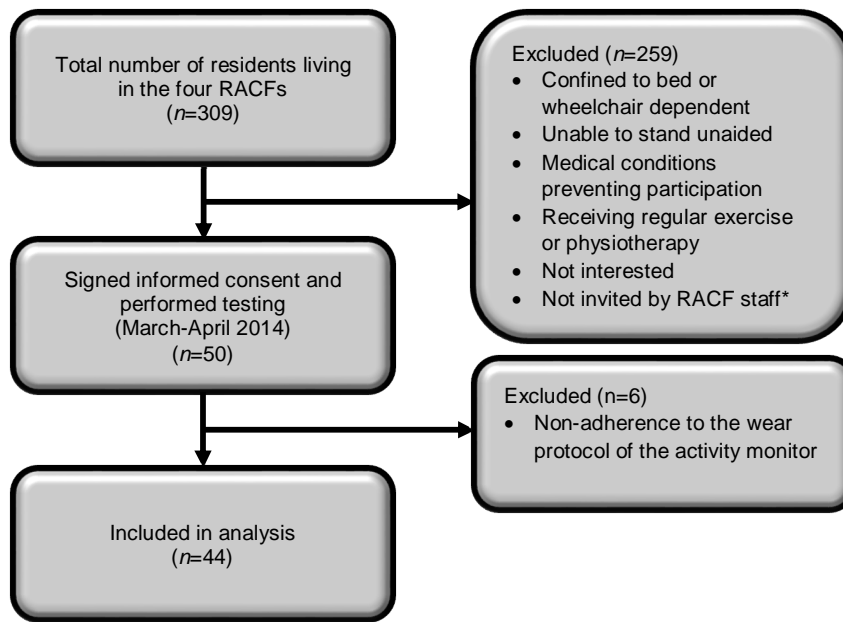 Total number of residents living
in the four RACFs
(n=309)
Excluded (n=259)
• Confined to bed or
wheelchair dependent
• Unable to stand unaided
• Medical conditions
preventing participation
• Receiving regular exercise
or physiotherapy
• Not interested
• Not invited by RACF staff*
Signed informed consent and
performed testing
(March-April 2014)
(n=50)
Excluded (n=6)
• Non-adherence to the wear
protocol of the activity monitor
Included in analysis
(n=44)